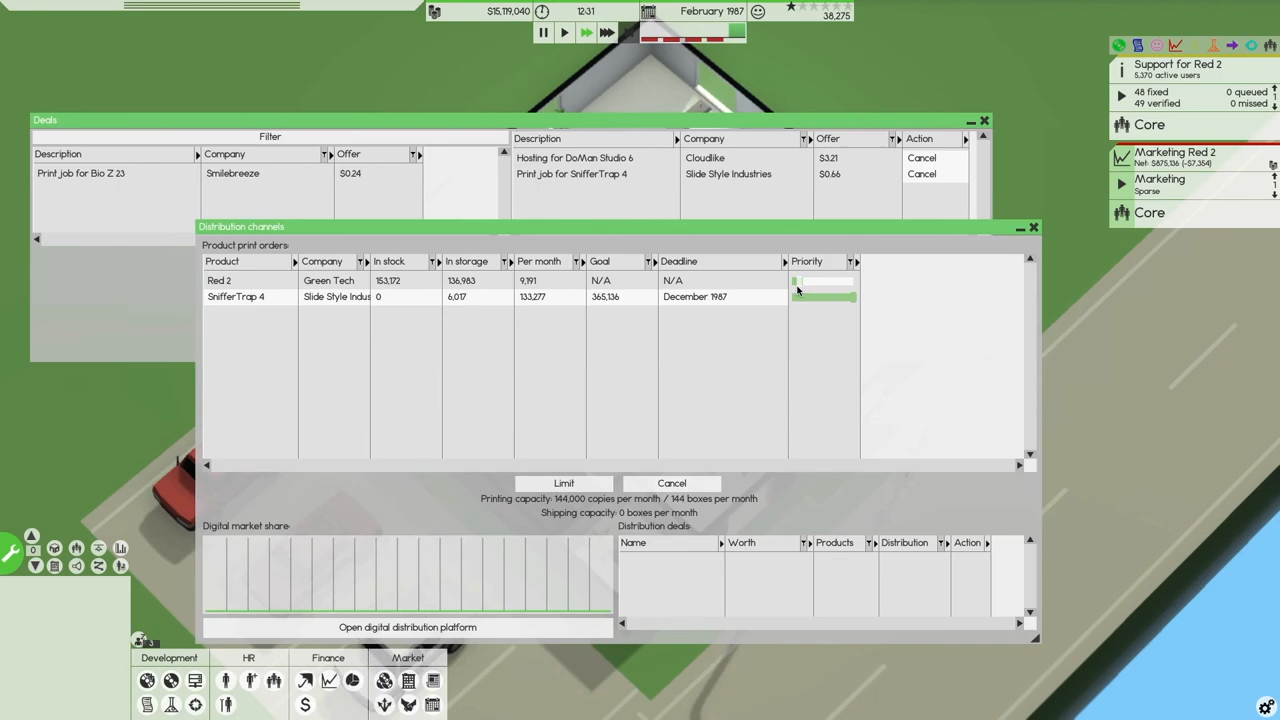 $15,119,040
12:31
February 1987
38,275
Support for Red 2
5,370 active users
48 fixed 0 queued
49 verified 0 missed
1
Core
Marketing Red 2
Net: $875,136 (-$7,354)
Marketing
Sparse
1
Core
Deals
Filter
Description Company Offer
Print job for Bio Z 23 Smilebreeze $0.24
Description Company Offer Action
Hosting for DoMan Studio 6 Cloudlike $3.21 Cancel
Print job for SnifferTrap 4 Slide Style Industries $0.66 Cancel
Distribution channels
Product print orders:
Product Company In stock In storage Per month Goal Deadline Priority
Red 2 Green Tech 153,172 136,983 9,191 N/A N/A
SnifferTrap 4 Slide Style Indus 0 6,017 133,277 365,136 December 1987
Limit Cancel
Printing capacity: 144,000 copies per month / 144 boxes per month
Shipping capacity: 0 boxes per month
Digital market share:
Distribution deals:
Name Worth Products Distribution Action
Open digital distribution platform
0
Development HR Finance Market